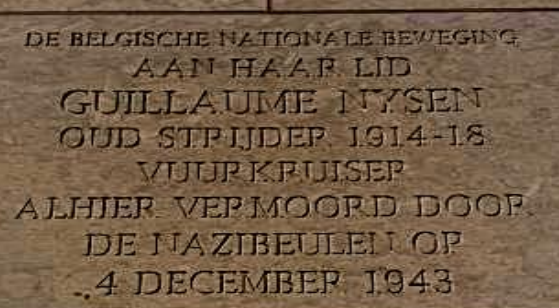 DE BELGISCHE NATIONALE BEWEGING
AAN HAAR LID
GUILLAUME NYSEN
OUD STRIJDER 1914-18
VUURKRUISER
ALHIER VERMOORD DOOR
DE NAZIBEULEN OP
4 DECEMBER 1943